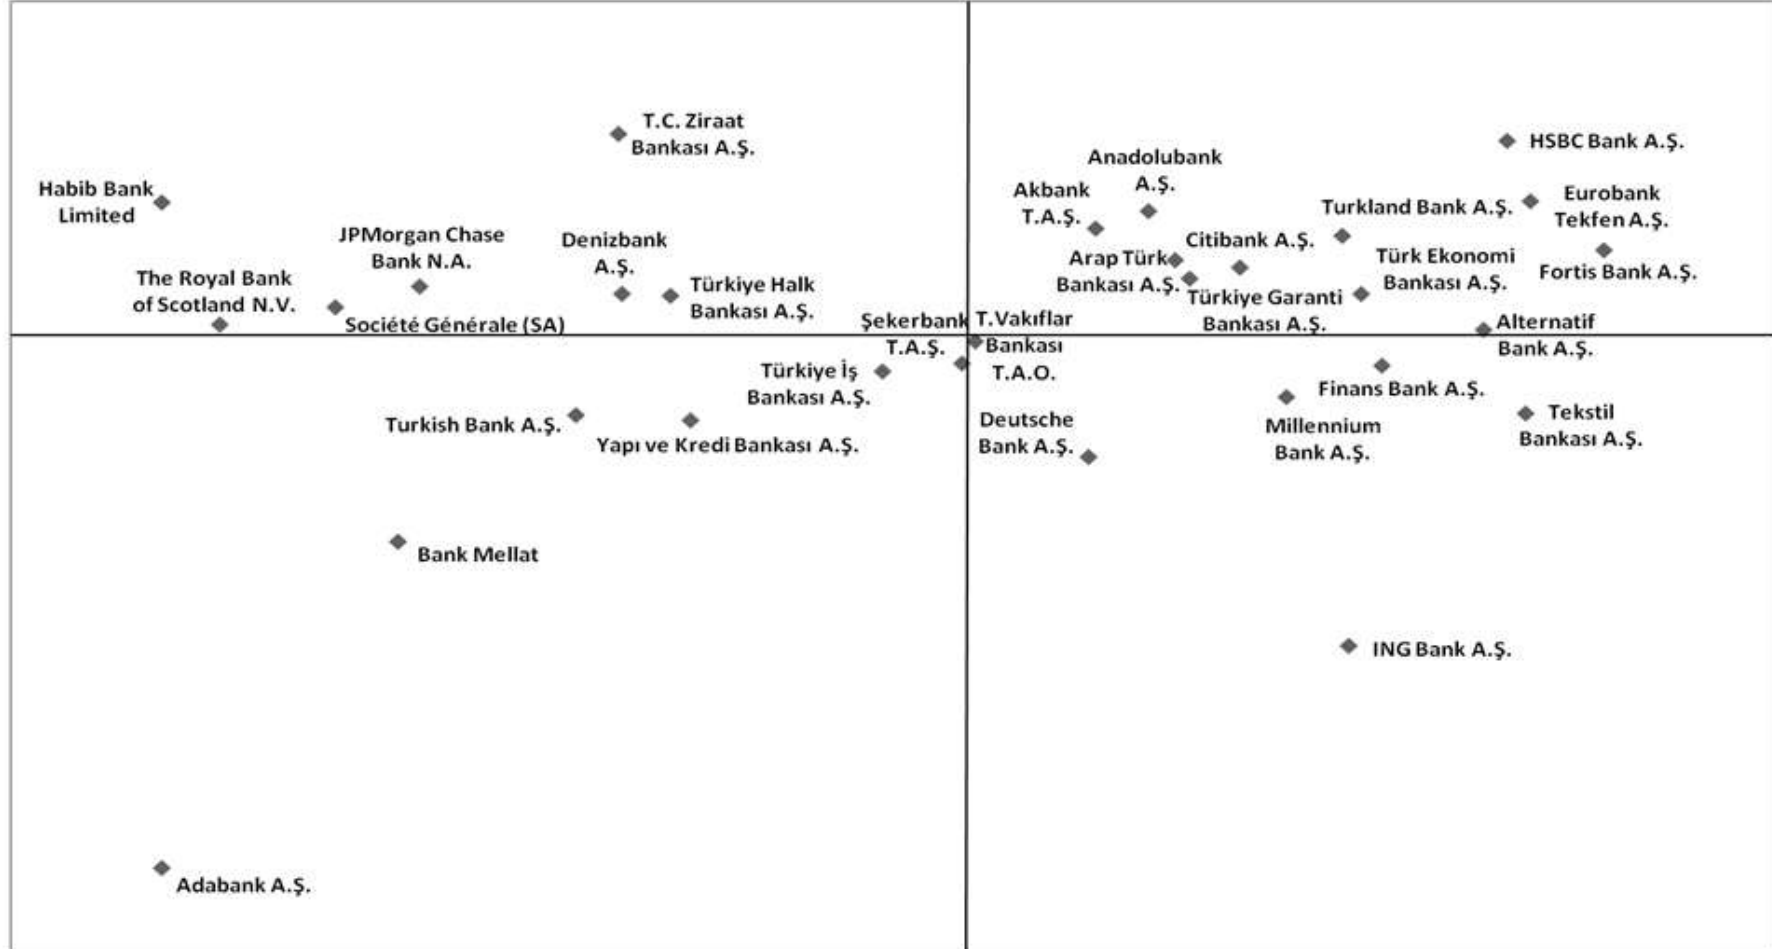 T.C. Ziraat
Bankası A.Ş.
HSBC Bank A.Ş.
Anadolubank
A.Ş.
Habib Bank
Limited
Akbank
T.A.Ş.
Turkland Bank A.Ş.
Eurobank
Tekfen A.Ş.
JPMorgan Chase
Bank N.A.
Denizbank
A.Ş.
Citibank A.Ş.
Arap Türk
Bankası A.Ş.
Türk Ekonomi
Bankası A.Ş.
Fortis Bank A.Ş.
The Royal Bank
of Scotland N.V.
Türkiye Halk
Bankası A.Ş.
Türkiye Garanti
Bankası A.Ş.
Société Générale (SA)
Şekerbank
T.A.Ş.
T.Vakıflar
Bankası
T.A.O.
Alternatif
Bank A.Ş.
Türkiye İş
Bankası A.Ş.
Finans Bank A.Ş.
Turkish Bank A.Ş.
Yapı ve Kredi Bankası A.Ş.
Deutsche
Bank A.Ş.
Millennium
Bank A.Ş.
Tekstil
Bankası A.Ş.
Bank Mellat
ING Bank A.Ş.
Adabank A.Ş.